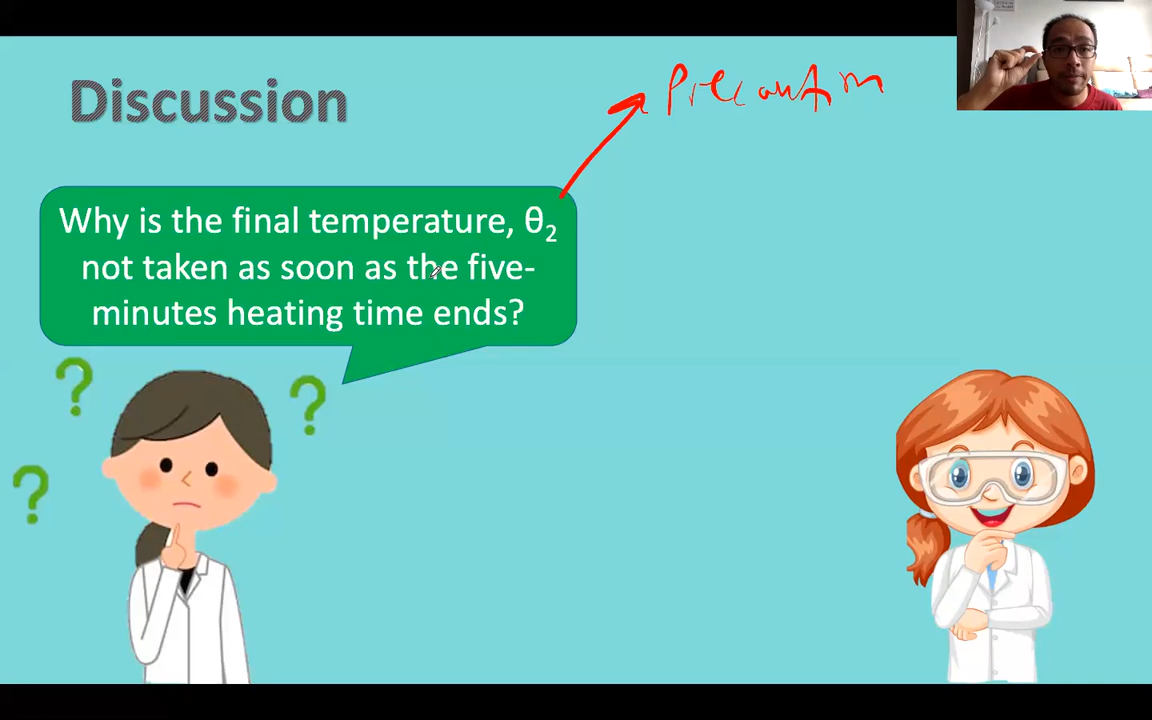 Discussion
Precaution
Why is the final temperature, θ₂
not taken as soon as the five-
minutes heating time ends?
?
?
?